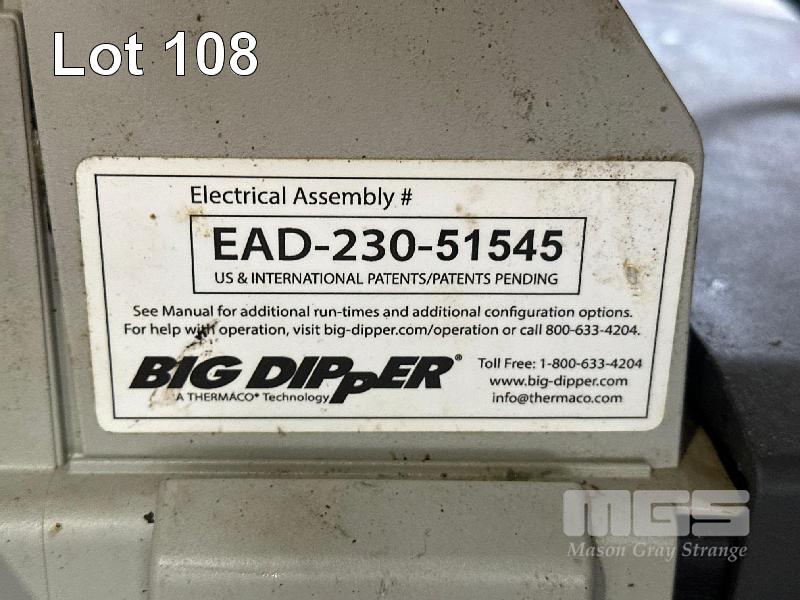 Lot 108
Electrical Assembly #
EAD-230-51545
US & INTERNATIONAL PATENTS/PATENTS PENDING
See Manual for additional run-times and additional configuration options.
For help with operation, visit big-dipper.com/operation or call 800-633-4204.
BIG DIPPER®
A THERMACO® Technology
Toll Free: 1-800-633-4204
www.big-dipper.com
info@thermaco.com
MGS
Mason Gray Strange